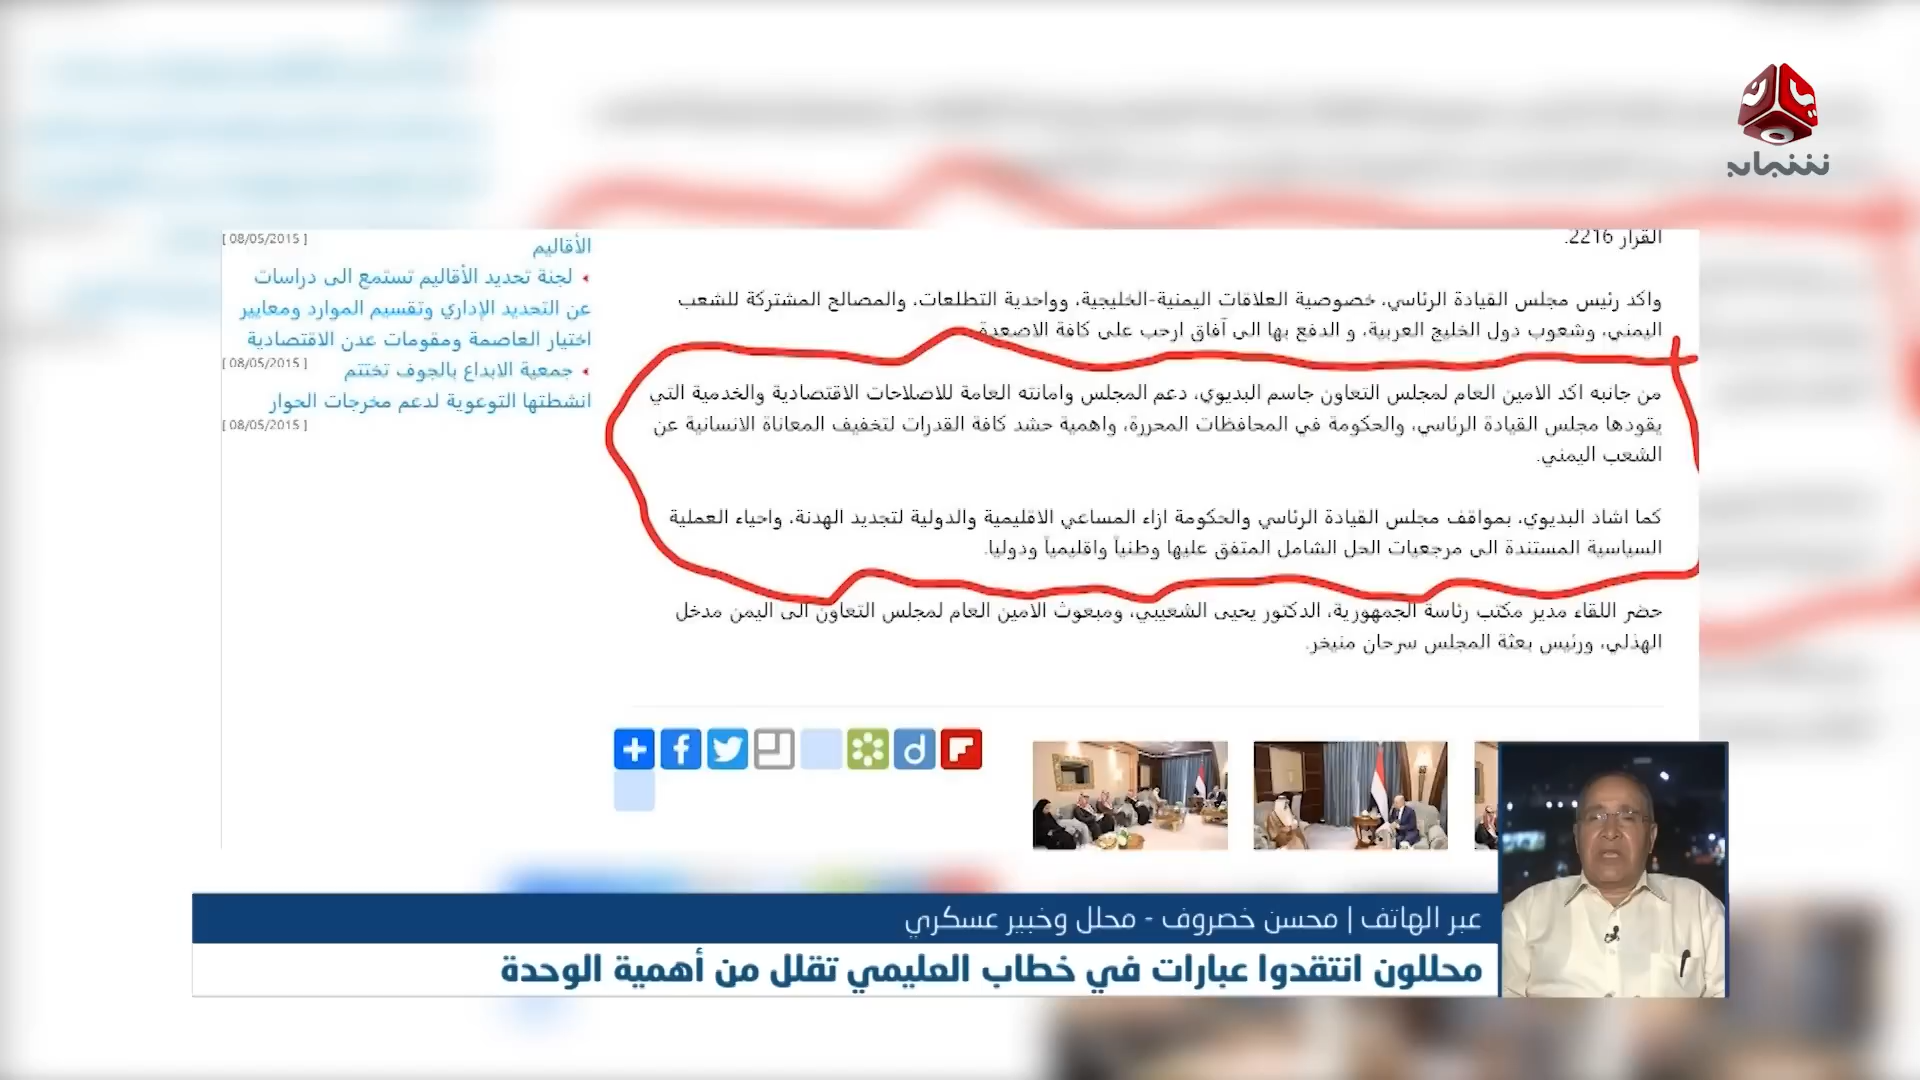 القرار 2216.
واكد رئيس مجلس القيادة الرئاسي، خصوصية العلاقات اليمنية-الخليجية، وواحدية التطلعات، والمصالح المشتركة للشعب
اليمني، وشعوب دول الخليج العربية، و الدفع بها الى آفاق ارحب على كافة الاصعدة
من جانبه اكد الامين العام لمجلس التعاون جاسم البديوي، دعم المجلس وامانته العامة للاصلاحات الاقتصادية والخدمية التي
يقودها مجلس القيادة الرئاسي، والحكومة في المحافظات المحررة، واهمية حشد كافة القدرات لتخفيف المعاناة الانسانية عن
الشعب اليمني.
كما اشاد البديوي، بمواقف مجلس القيادة الرئاسي والحكومة ازاء المساعي الاقليمية والدولية لتجديد الهدنة، واحياء العملية
السياسية المستندة الى مرجعيات الحل الشامل المتفق عليها وطنياً واقليمياً ودوليا.
حضر اللقاء مدير مكتب رئاسة الجمهورية، الدكتور يحيى الشعيبي، ومبعوث الامين العام لمجلس التعاون الى اليمن مدخل
الهذلي، ورئيس بعثة المجلس سرحان منيخر.
الأقاليم
[ 08/05/2015 ]
لجنة تحديد الأقاليم تستمع الى دراسات
عن التحديد الإداري وتقسيم الموارد ومعايير
اختيار العاصمة ومقومات عدن الاقتصادية
[ 08/05/2015 ]
جمعية الابداع بالجوف تختتم
انشطتها التوعوية لدعم مخرجات الحوار
[ 08/05/2015 ]
عبر الهاتف | محسن خصروف - محلل وخبير عسكري
محللون انتقدوا عبارات في خطاب العليمي تقلل من أهمية الوحدة